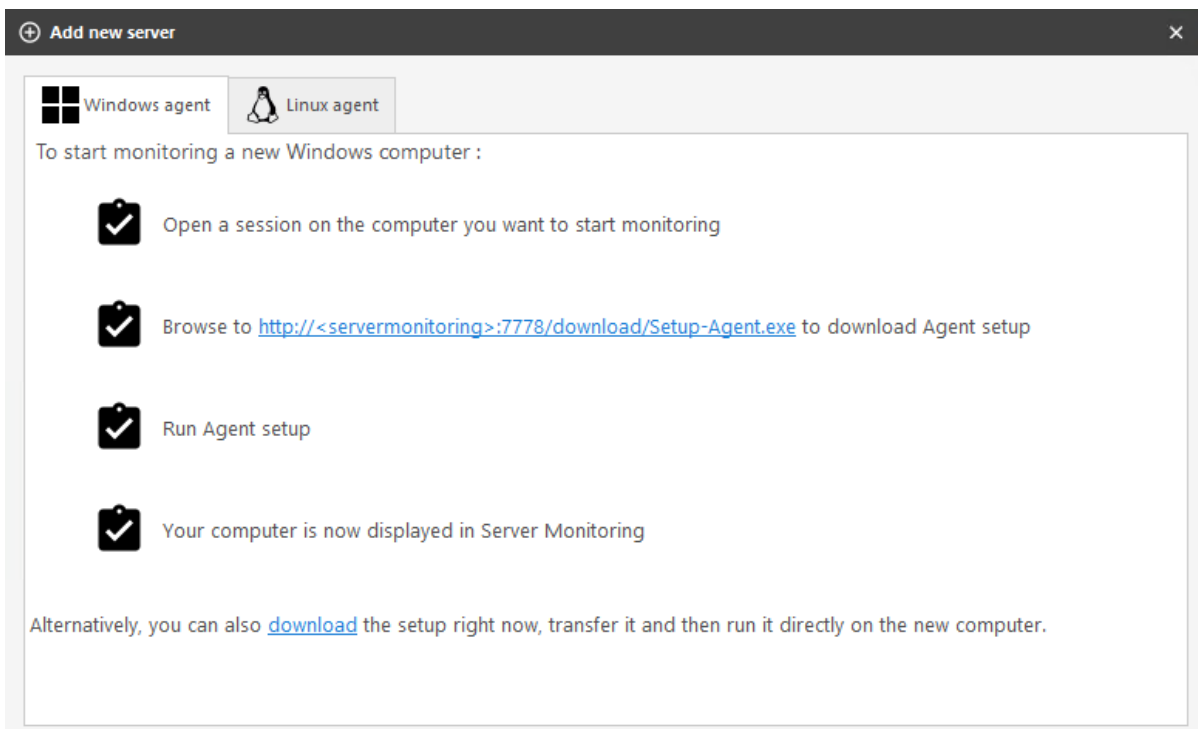 Add new server
Windows agent
Linux agent
To start monitoring a new Windows computer :
Open a session on the computer you want to start monitoring
Browse to http://<servermonitoring>:7778/download/Setup-Agent.exe to download Agent setup
Run Agent setup
Your computer is now displayed in Server Monitoring
Alternatively, you can also download the setup right now, transfer it and then run it directly on the new computer.